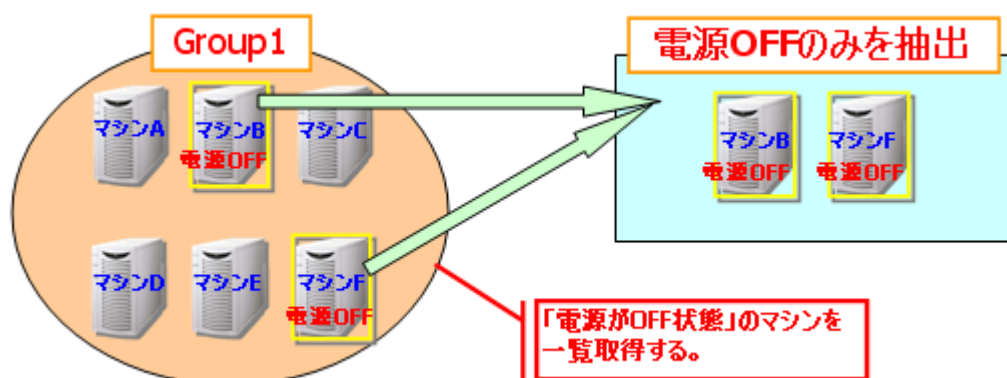 Group1
電源OFFのみを抽出
マシンA
マシンB
電源OFF
マシンC
マシンB
電源OFF
マシンF
電源OFF
マシンD
マシンE
マシンF
電源OFF
「電源がOFF状態」のマシンを
一覧取得する。